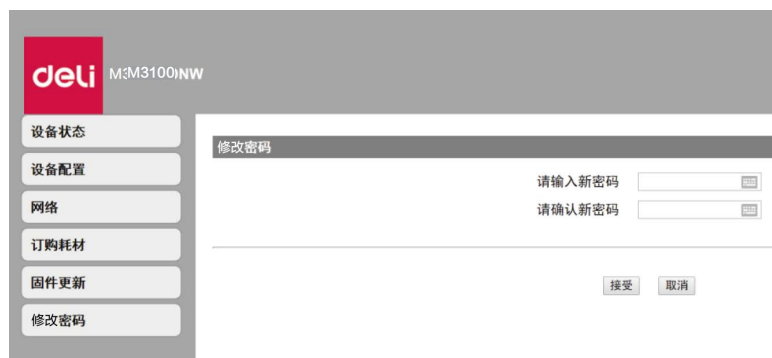 deli M3100NW
设备状态
修改密码
设备配置
请输入新密码
网络
请确认新密码
订购耗材
固件更新
接受 取消
修改密码